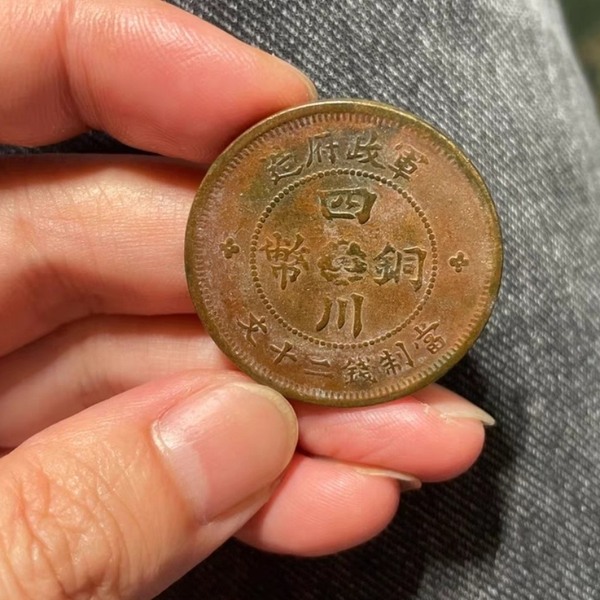 軍政府造
四川
銅幣
當制錢二十文